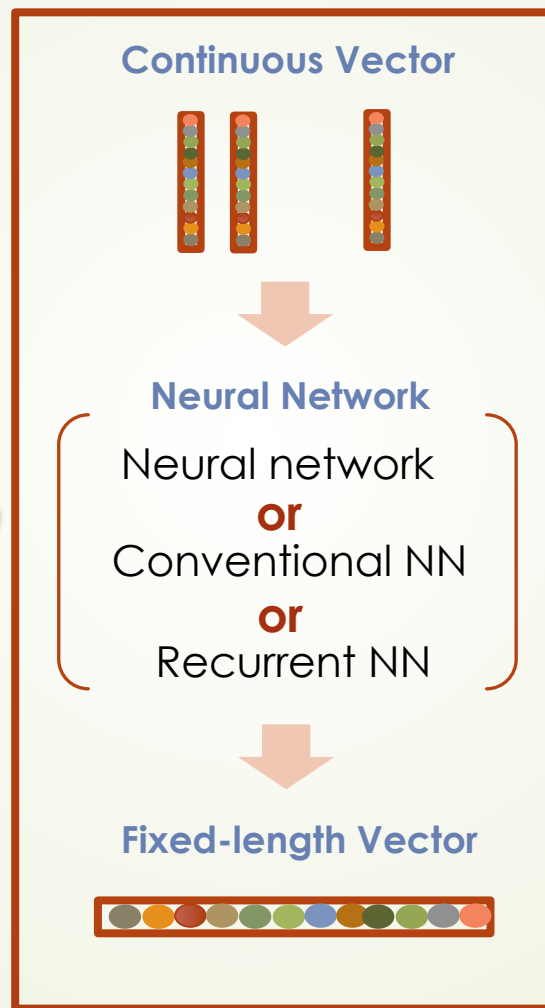 Continuous Vector
Neural Network
Neural network
or
Conventional NN
or
Recurrent NN
Fixed-length Vector